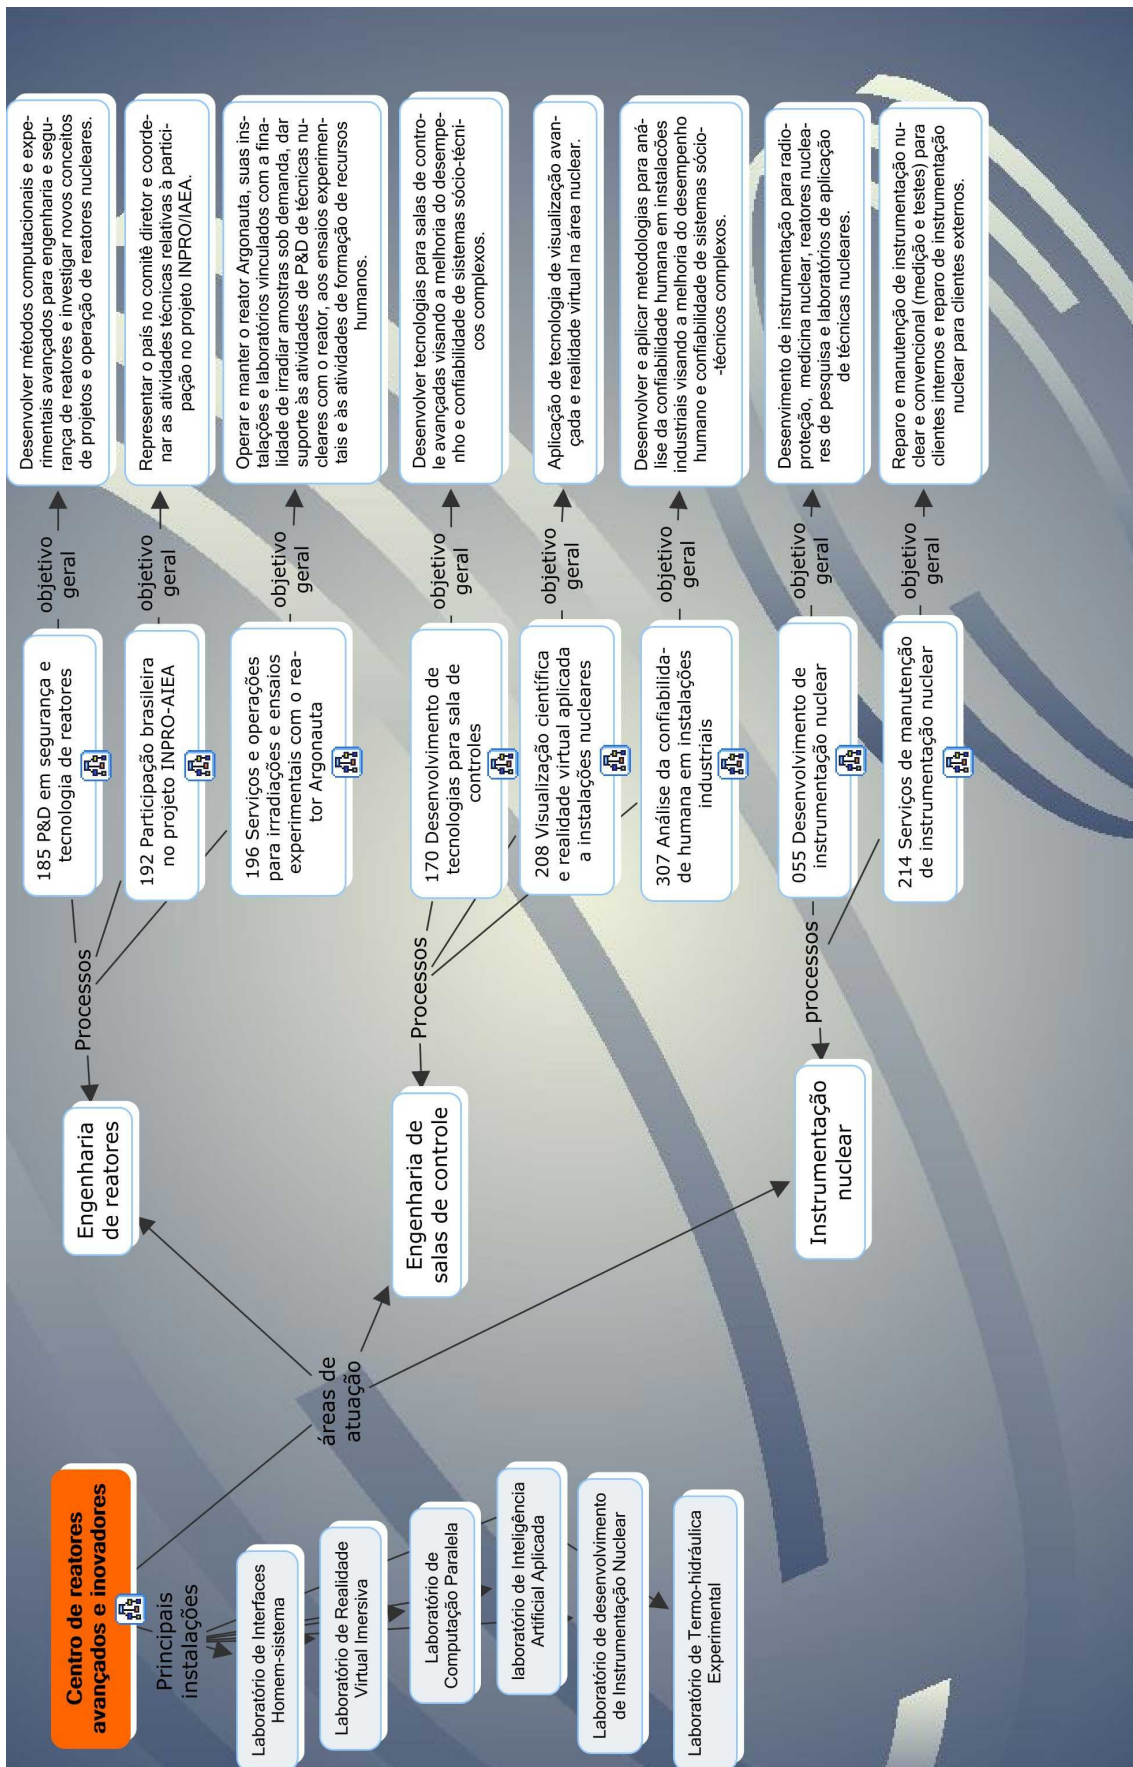 Centro de reatores
avançados e inovadores
Principais
instalações
Laboratório de Interfaces
Homem-sistema
Laboratório de Realidade
Virtual Imersiva
Laboratório de
Computação Paralela
laboratório de Inteligência
Artificial Aplicada
Laboratório de desenvolvimento
de Instrumentação Nuclear
Laboratório de Termo-hidráulica
Experimental
áreas de
atuação
Engenharia
de reatores
Processos
185 P&D em segurança e
tecnologia de reatores
objetivo
geral
Desenvolver métodos computacionais e expe-
rimentais avançados para engenharia e segu-
rança de reatores e investigar novos conceitos
de projetos e operação de reatores nucleares.
192 Participação brasileira
no projeto INPRO-AIEA
objetivo
geral
Representar o país no comitê diretor e coorde-
nar as atividades técnicas relativas à partici-
pação no projeto INPRO/IAEA.
196 Serviços e operações
para irradiações e ensaios
experimentais com o rea-
tor Argonauta
objetivo
geral
Operar e manter o reator Argonauta, suas ins-
talações e laboratórios vinculados com a fina-
lidade de irradiar amostras sob demanda, dar
suporte às atividades de P&D de técnicas nu-
cleares com o reator, aos ensaios experimen-
tais e às atividades de formação de recursos
humanos.
Engenharia de
salas de controle
Processos
170 Desenvolvimento de
tecnologias para sala de
controles
objetivo
geral
Desenvolver tecnologias para salas de contro-
le avançadas visando a melhoria do desempe-
nho e confiabilidade de sistemas sócio-técni-
cos complexos.
208 Visualização científica
e realidade virtual aplicada
a instalações nucleares
objetivo
geral
Aplicação de tecnologia de visualização avan-
çada e realidade virtual na área nuclear.
307 Análise da confiabilida-
de humana em instalações
industriais
objetivo
geral
Desenvolver e aplicar metodologias para aná-
lise da confiabilidade humana em instalacões
industriais visando a melhoria do desempenho
humano e confiabilidade de sistemas sócio-
-técnicos complexos.
Instrumentação
nuclear
processos
055 Desenvolvimento de
instrumentação nuclear
objetivo
geral
Desenvimento de instrumentação para radio-
proteção, medicina nuclear, reatores nuclea-
res de pesquisa e laboratórios de aplicação
de técnicas nucleares.
214 Serviços de manutenção
de instrumentação nuclear
objetivo
geral
Reparo e manutenção de instrumentação nu-
clear e convencional (medição e testes) para
clientes internos e reparo de instrumentação
nuclear para clientes externos.